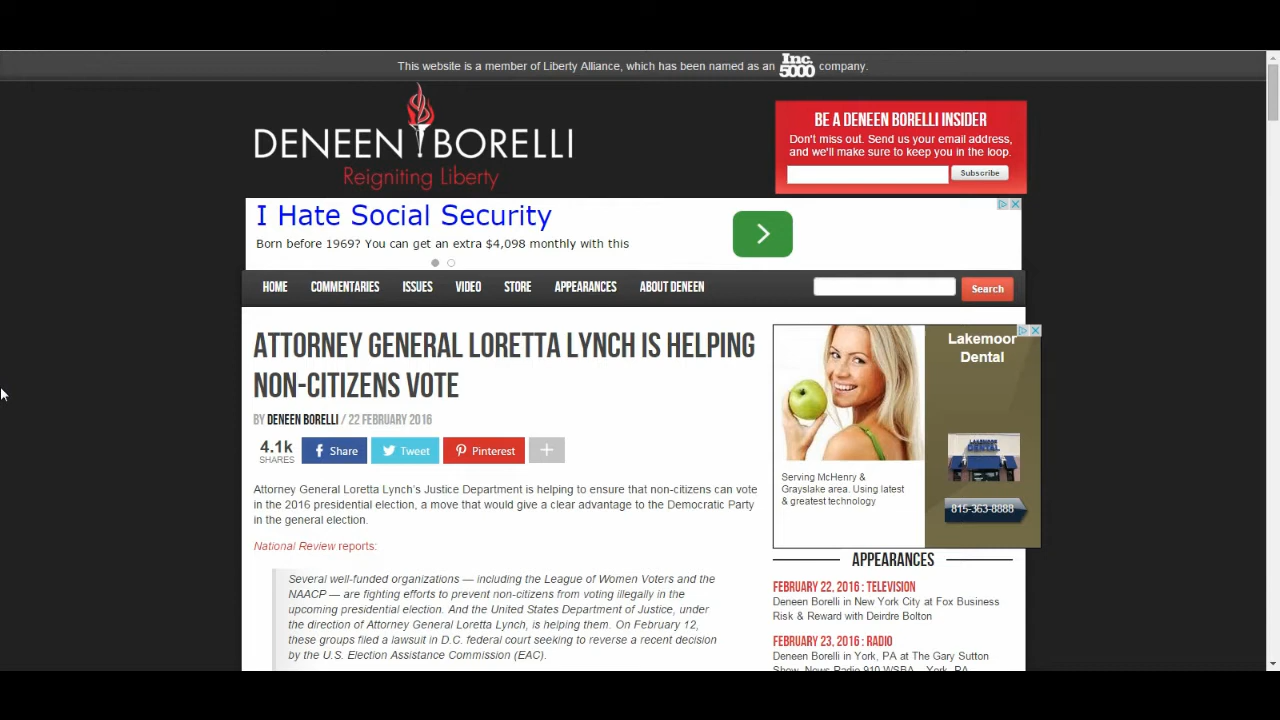 This website is a member of Liberty Alliance, which has been named as an Inc. 5000 company.
DENEEN BORELLI
Reigniting Liberty
BE A DENEEN BORELLI INSIDER
Don't miss out. Send us your email address,
and we'll make sure to keep you in the loop.
Subscribe
I Hate Social Security
Born before 1969? You can get an extra $4,098 monthly with this
HOME COMMENTARIES ISSUES VIDEO STORE APPEARANCES ABOUT DENEEN
Search
ATTORNEY GENERAL LORETTA LYNCH IS HELPING
NON-CITIZENS VOTE
BY DENEEN BORELLI / 22 FEBRUARY 2016
4.1k
SHARES
Share
Tweet
Pinterest
Attorney General Loretta Lynch's Justice Department is helping to ensure that non-citizens can vote
in the 2016 presidential election, a move that would give a clear advantage to the Democratic Party
in the general election.
National Review reports:
Several well-funded organizations — including the League of Women Voters and the
NAACP — are fighting efforts to prevent non-citizens from voting illegally in the
upcoming presidential election. And the United States Department of Justice, under
the direction of Attorney General Loretta Lynch, is helping them. On February 12,
these groups filed a lawsuit in D.C. federal court seeking to reverse a recent decision
by the U.S. Election Assistance Commission (EAC).
Lakemoor
Dental
LAKEMOOR
DENTAL
Serving McHenry &
Grayslake area. Using latest
& greatest technology
815-363-8888
APPEARANCES
FEBRUARY 22, 2016 : TELEVISION
Deneen Borelli in New York City at Fox Business
Risk & Reward with Deirdre Bolton
FEBRUARY 23, 2016 : RADIO
Deneen Borelli in York, PA at The Gary Sutton
Show, News Radio 910 WSBA – York, PA